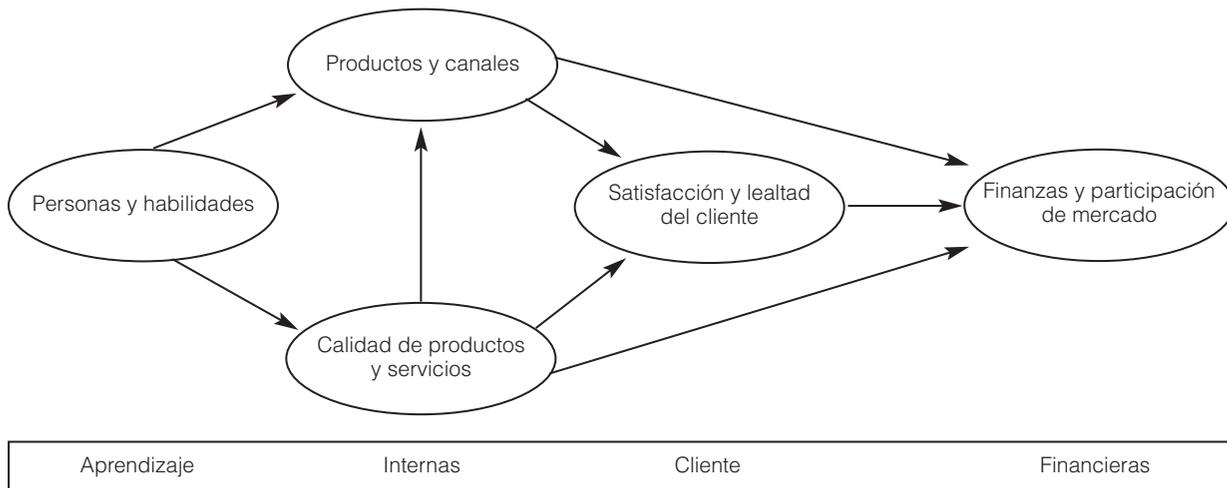 Productos y canales
Personas y habilidades
Satisfacción y lealtad
del cliente
Finanzas y participación
de mercado
Calidad de productos
y servicios
Aprendizaje
Internas
Cliente
Financieras